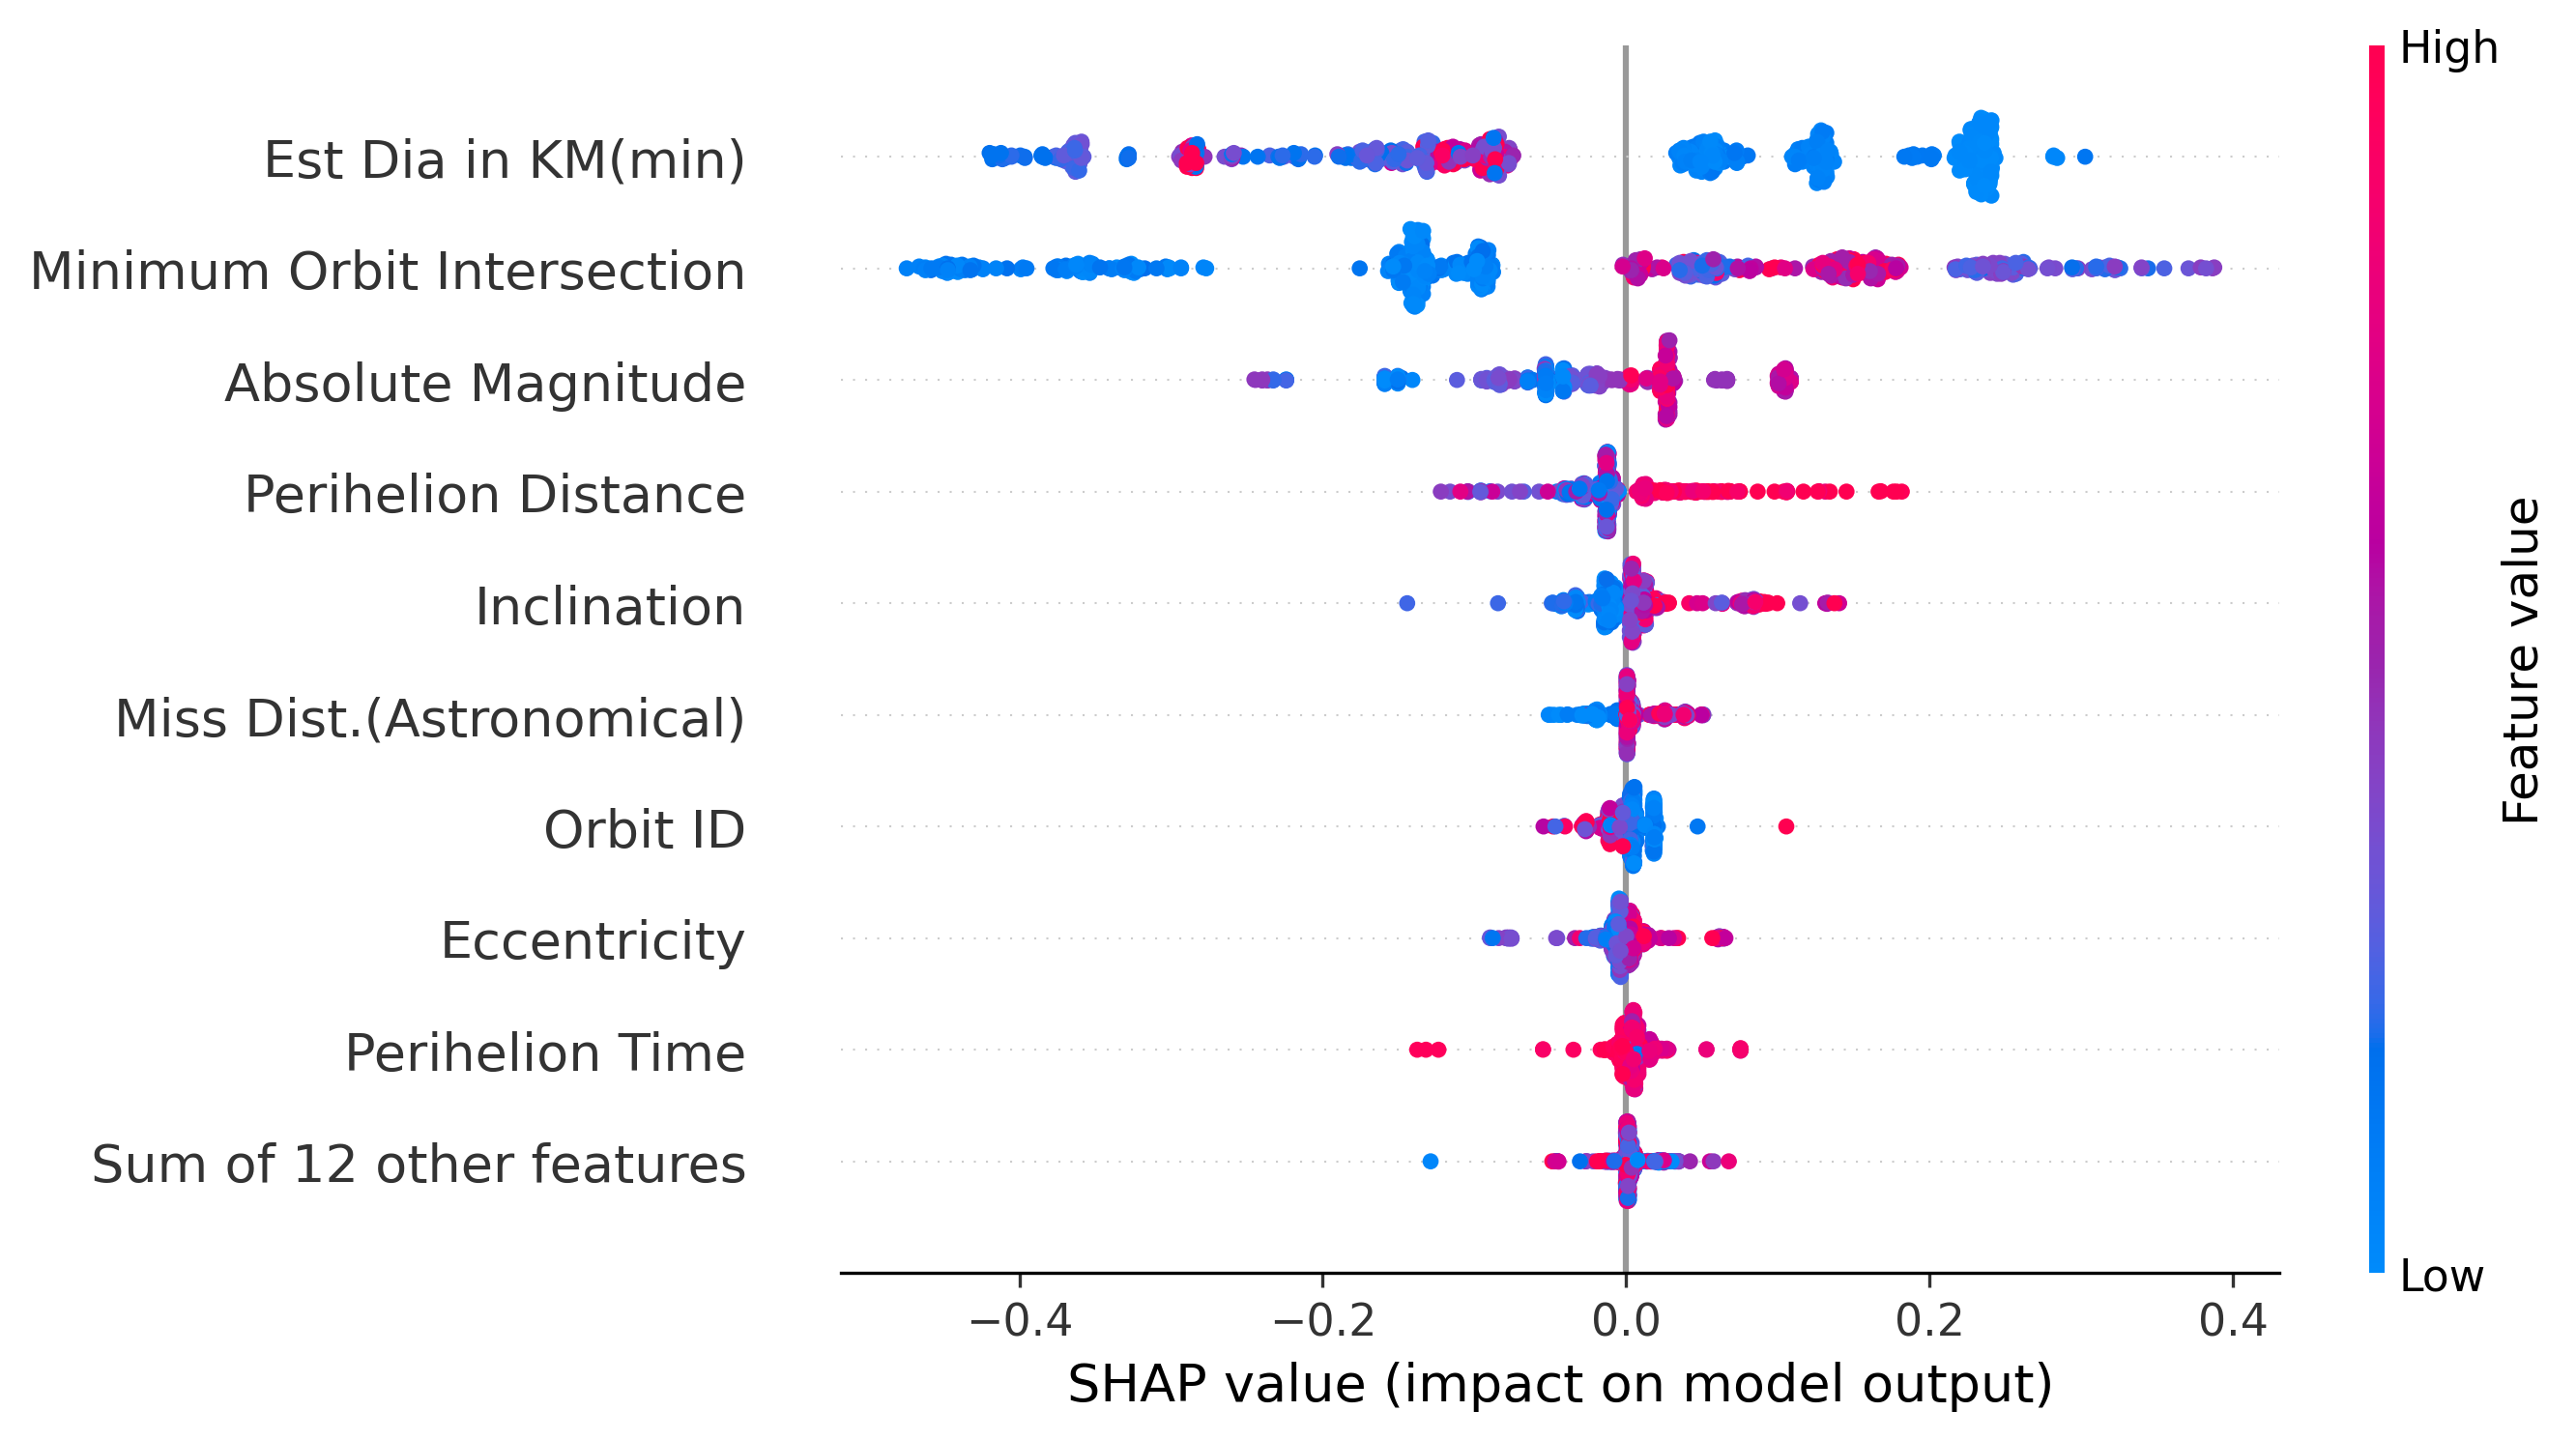 High
Est Dia in KM(min)
Minimum Orbit Intersection
Absolute Magnitude
Perihelion Distance
Inclination
Miss Dist.(Astronomical)
Orbit ID
Eccentricity
Perihelion Time
Sum of 12 other features
Feature value
Low
−0.4 −0.2 0.0 0.2 0.4
SHAP value (impact on model output)